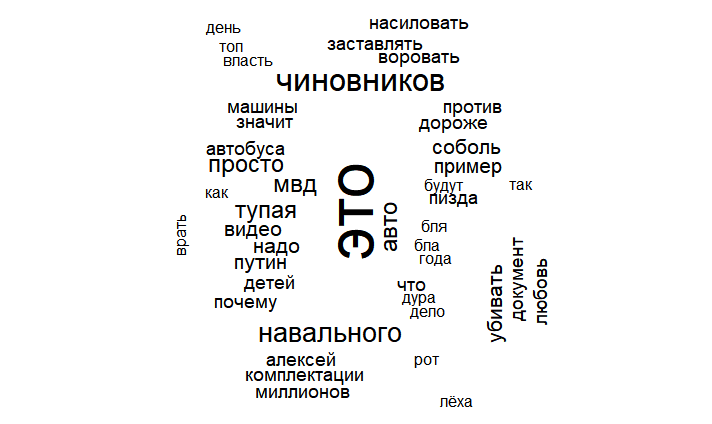 день
насиловать
топ
заставлять
власть
воровать
чиновников
машины
против
значит
дороже
автобуса
соболь
просто
пример
мвд
будут
так
как
пизда
тупая
это
авто
видео
бля
врать
надо
бла
путин
года
детей
что
убивать
документ
любовь
почему
дура
дело
навального
алексей
рот
комплектации
миллионов
лёха